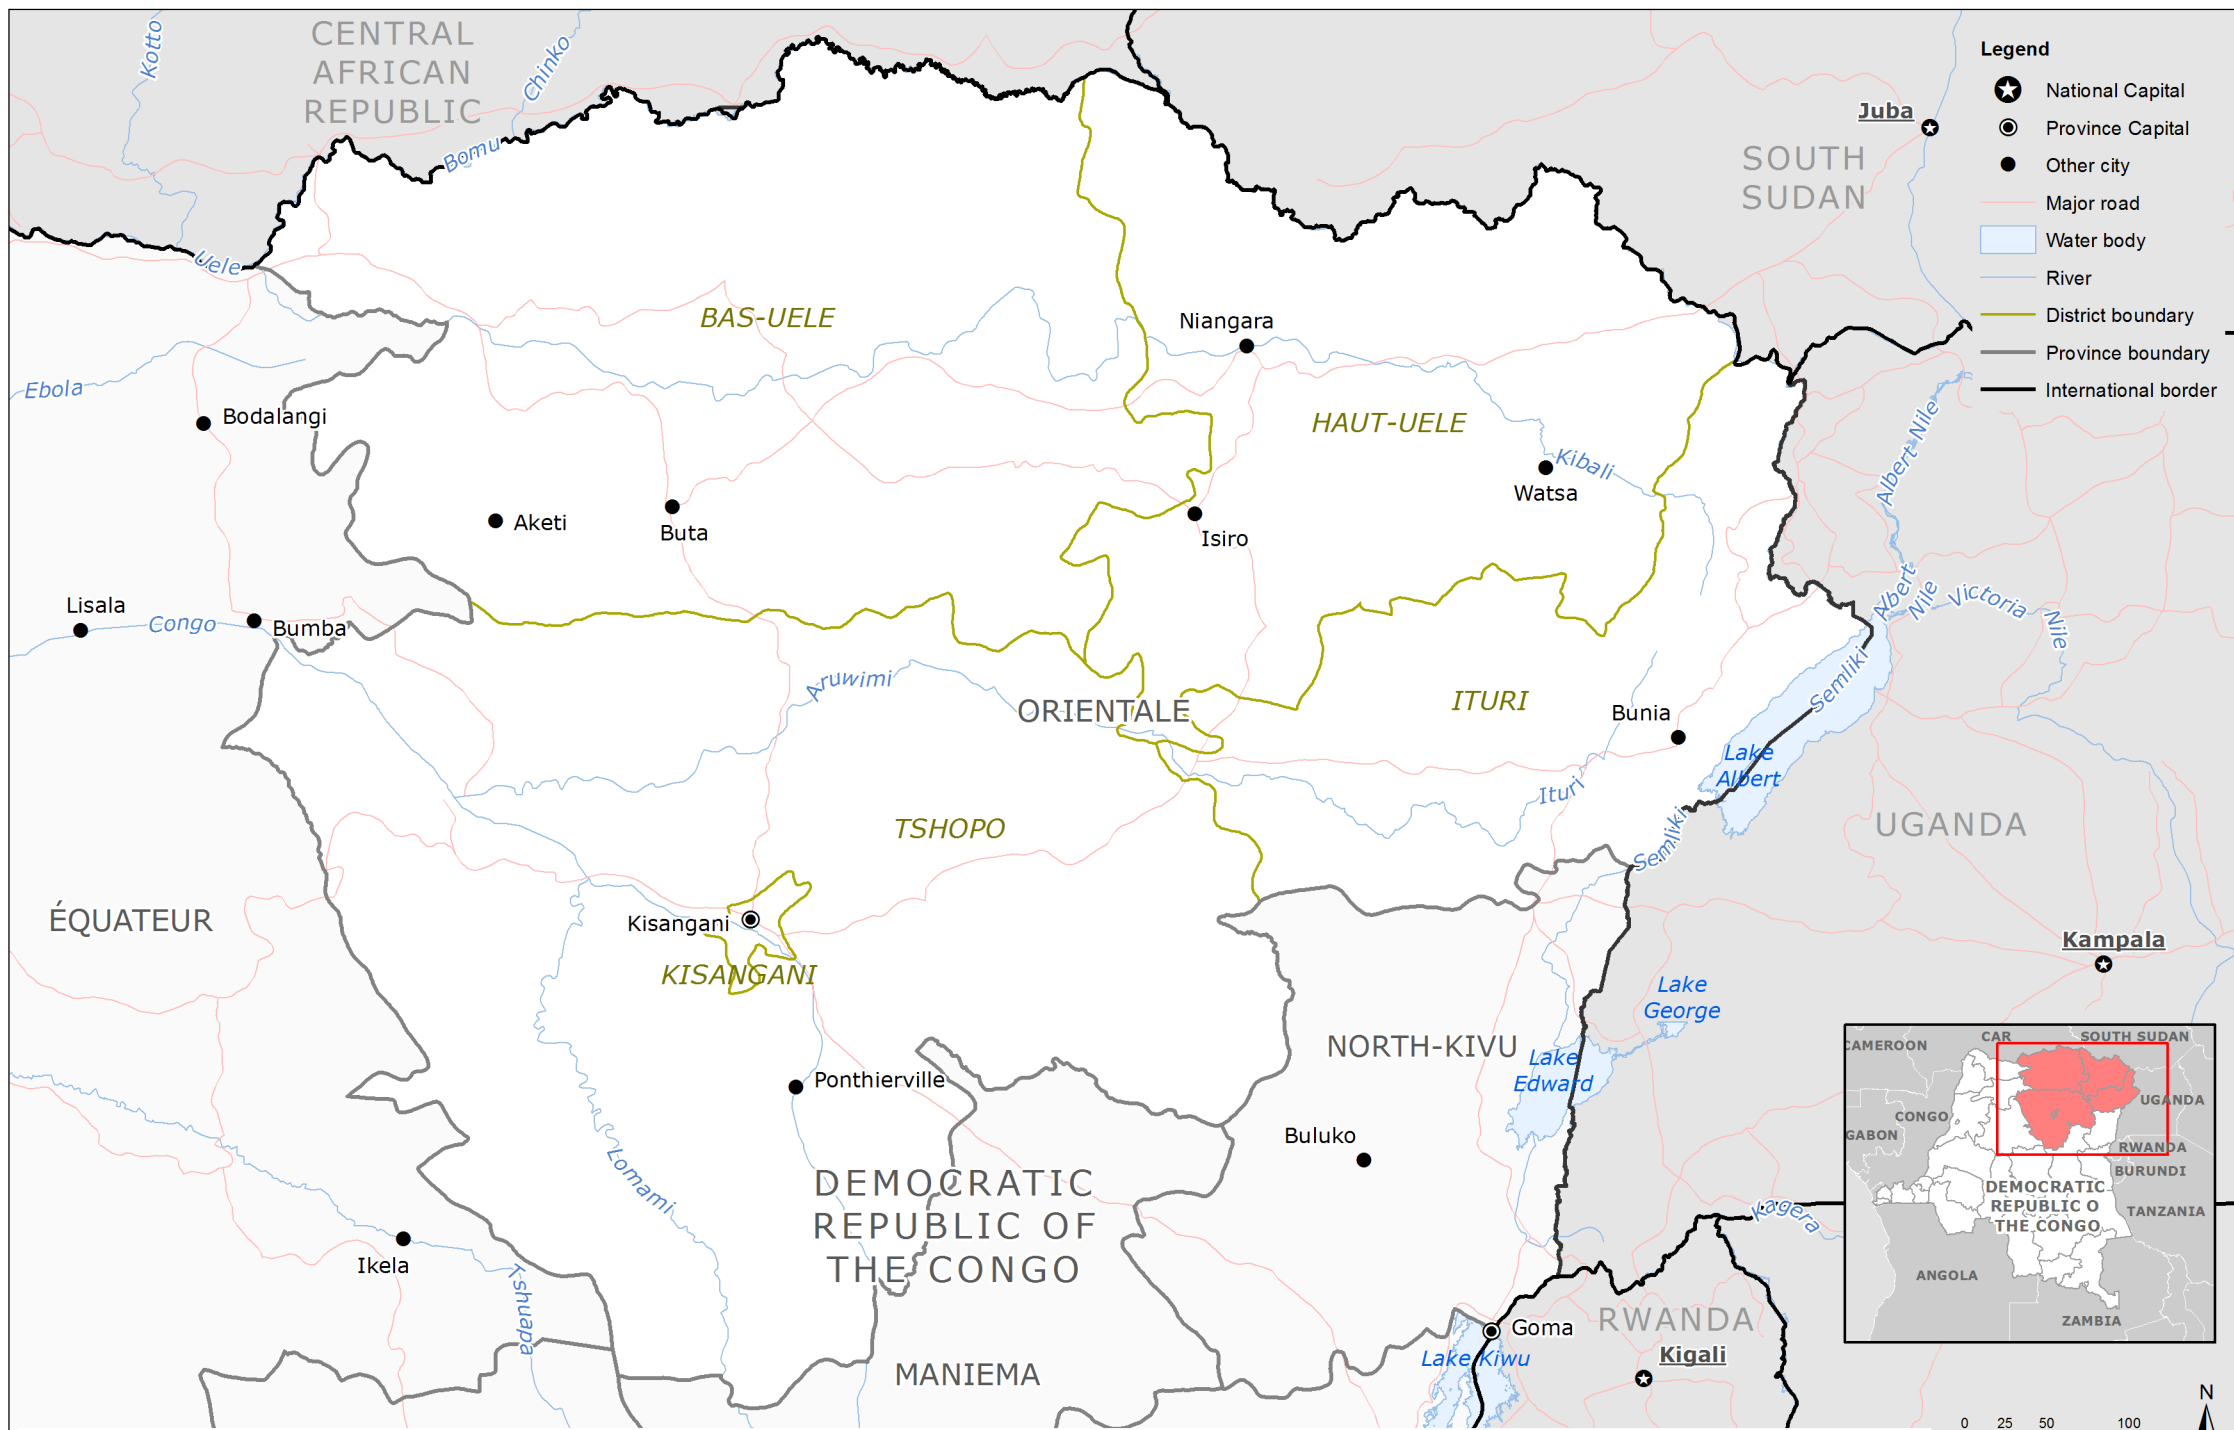 CENTRAL
AFRICAN
REPUBLIC
Kotto
Chinko
Bomu
Uele
Juba
SOUTH
SUDAN
Legend
National Capital
Province Capital
Other city
Major road
Water body
River
District boundary
Province boundary
International border
BAS-UELE
Niangara
Ebola
Bodalangi
HAUT-UELE
Kibali
Watsa
Albert Nile
Aketi
Buta
Isiro
Lisala
Congo
Bumba
Albert
Nile
Victoria
Nile
Aruwimi
ORIENTALE
ITURI
Bunia
Semliki
Lake
Albert
Ituri
TSHOPO
Semliki
UGANDA
ÉQUATEUR
Kisangani
KISANGANI
Kampala
Lake
George
NORTH-KIVU
Lake
Edward
Ponthierville
Buluko
Lomami
DEMOCRATIC
REPUBLIC OF
THE CONGO
Ikela
Tshuapa
Kagera
RWANDA
Goma
Kigali
Lake Kiwu
MANIEMA
CAMEROON
CAR
SOUTH SUDAN
CONGO
UGANDA
GABON
RWANDA
BURUNDI
DEMOCRATIC
REPUBLIC O
THE CONGO
TANZANIA
ANGOLA
ZAMBIA
N
0 25 50 100